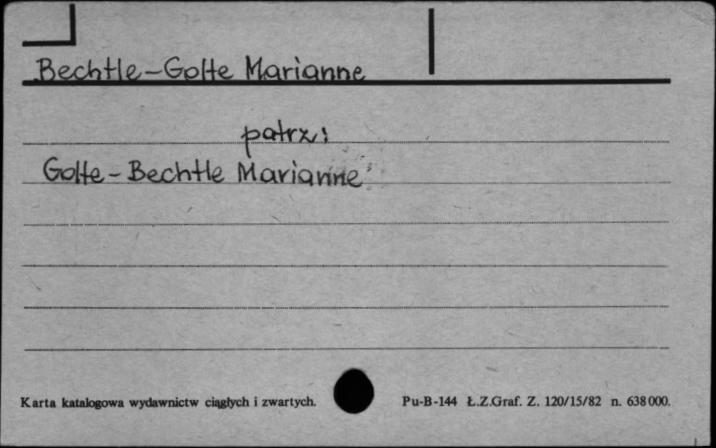 Bechtle-Golte Marianne
patrz:
Golte-Bechtle Marianne
Karta katalogowa wydawnictw ciągłych i zwartych.
Pu-B-144 Ł.Z.Graf. Z. 120/15/82 n. 638000.